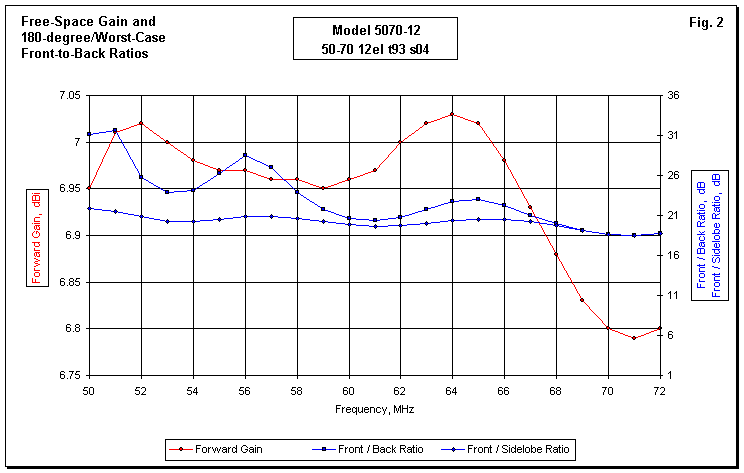 Free-Space Gain and
180-degree/Worst-Case
Front-to-Back Ratios
Model 5070-12
50-70 12el t93 s04
Fig. 2
7.05
7
6.95
6.9
6.85
6.8
6.75
Forward Gain, dBi
36
31
26
21
16
11
6
1
Front / Back Ratio, dB
Front / Sidelobe Ratio, dB
50 52 54 56 58 60 62 64 66 68 70 72
Frequency, MHz
Forward Gain Front / Back Ratio Front / Sidelobe Ratio